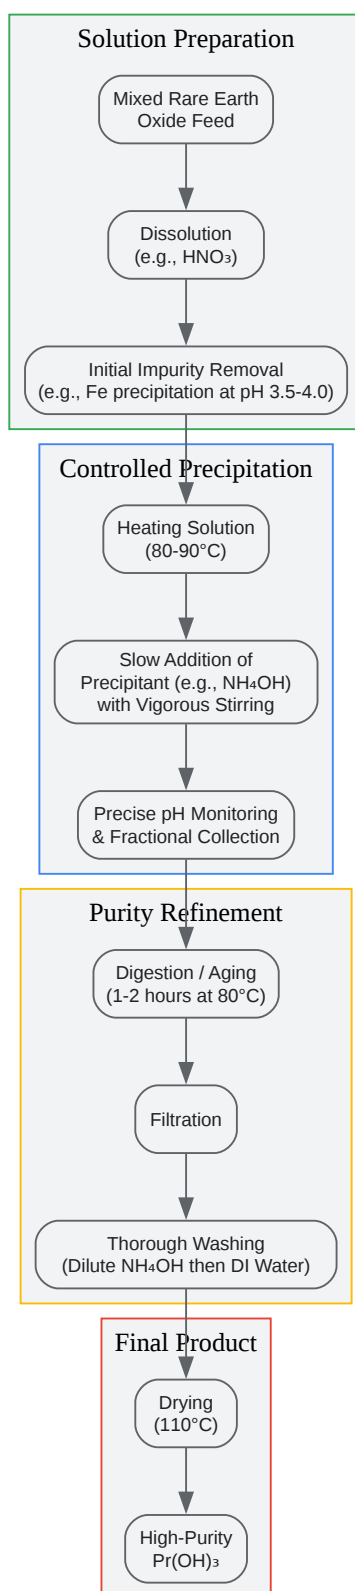 Solution Preparation
Mixed Rare Earth
Oxide Feed
Dissolution
(e.g., HNO₃)
Initial Impurity Removal
(e.g., Fe precipitation at pH 3.5-4.0)
Controlled Precipitation
Heating Solution
(80-90°C)
Slow Addition of
Precipitant (e.g., NH₄OH)
with Vigorous Stirring
Precise pH Monitoring
& Fractional Collection
Purity Refinement
Digestion / Aging
(1-2 hours at 80°C)
Filtration
Thorough Washing
(Dilute NH₄OH then DI Water)
Final Product
Drying
(110°C)
High-Purity
Pr(OH)₃